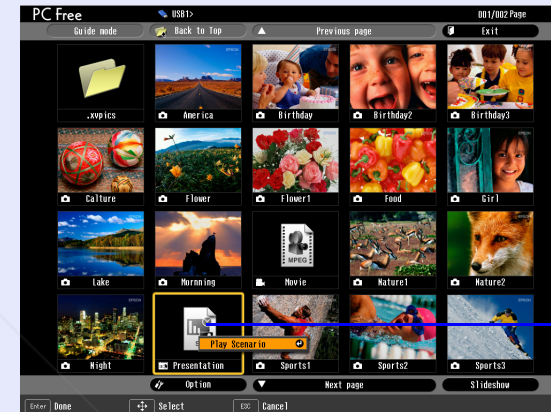 PC Free USB1> 001/002 Page
Guide mode Back to Top Previous page Exit
.xvpics America Birthday Birthday2 Birthday3
Calture Flower Flower1 Food Girl
Lake Mornning Movie Nature1 Nature2
MPEG
Play Scenario
Night Presentation Sports1 Sports2 Sports3
Option Next page Slideshow
Enter Done Select ESC Cancel